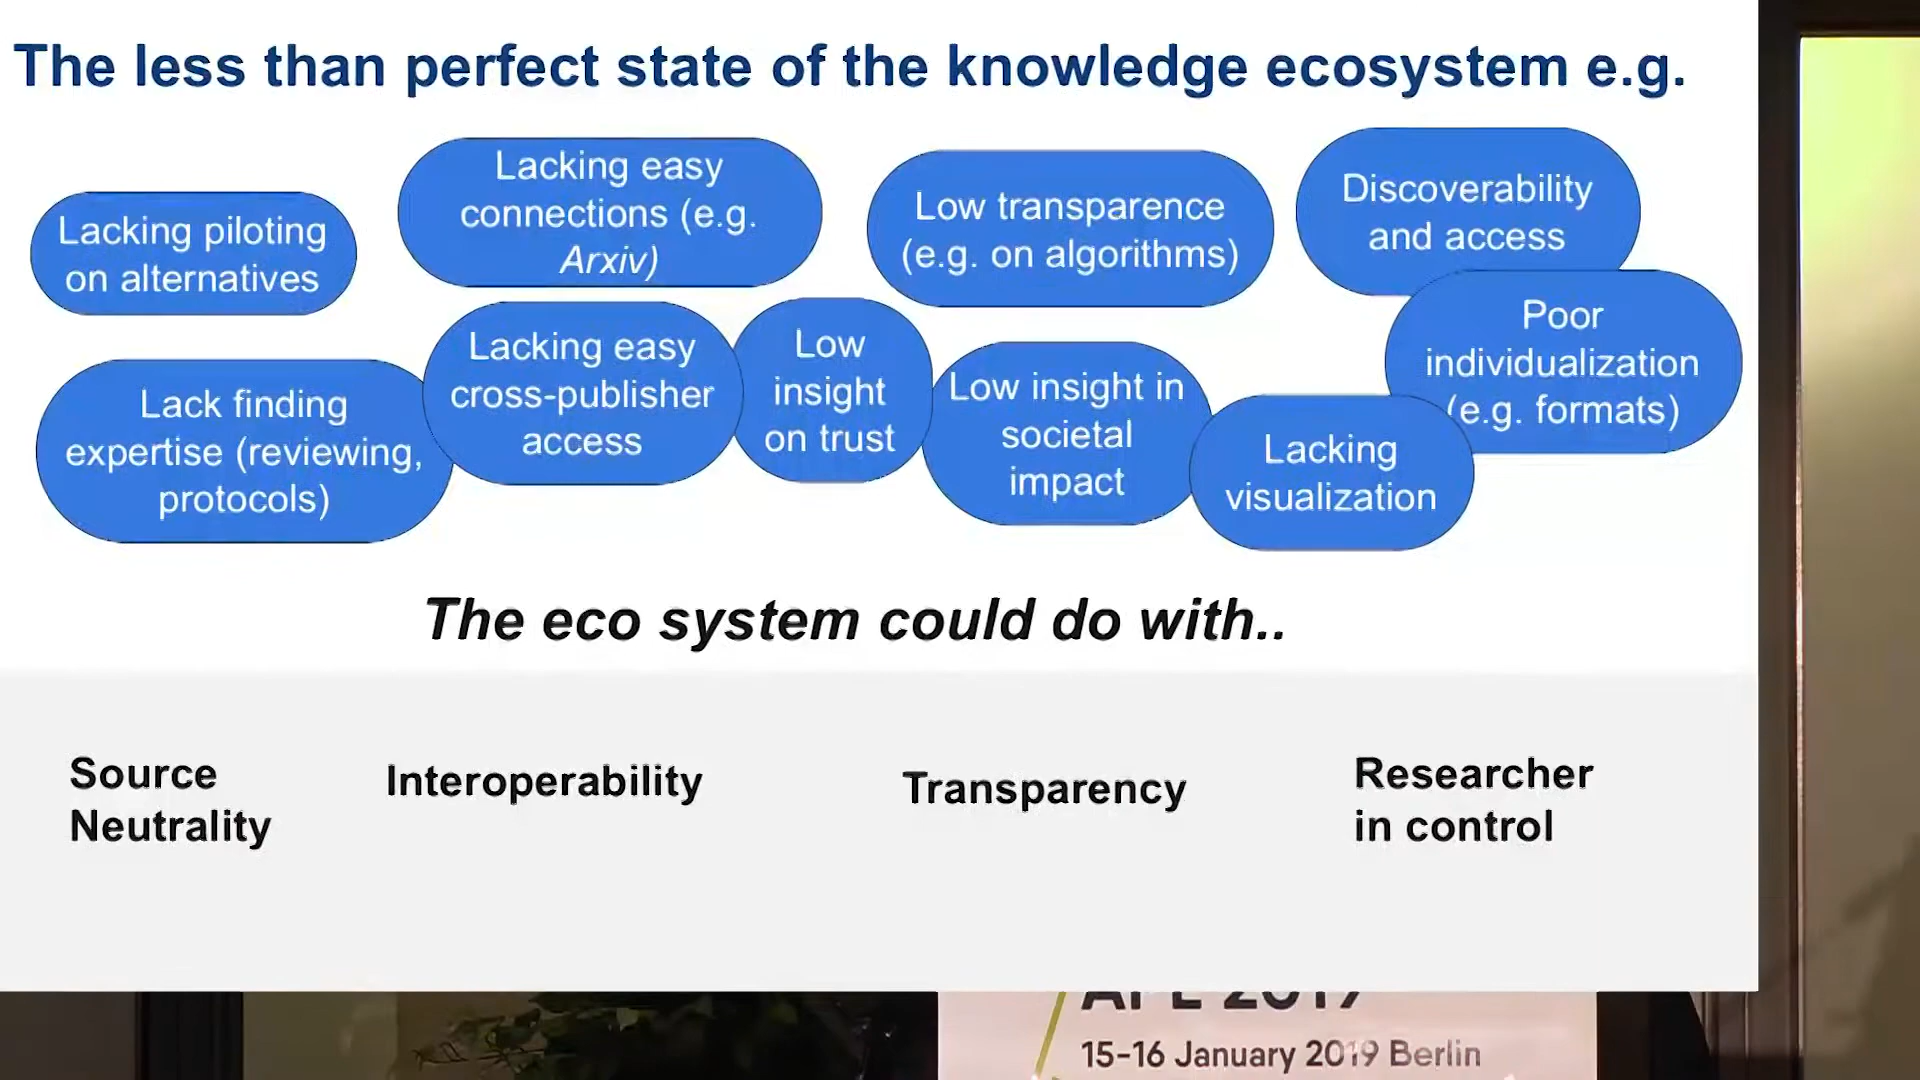 The less than perfect state of the knowledge ecosystem e.g.
Lacking piloting
on alternatives
Lacking easy
connections (e.g.
Arxiv)
Low transparence
(e.g. on algorithms)
Discoverability
and access
Lack finding
expertise (reviewing,
protocols)
Lacking easy
cross-publisher
access
Low
insight
on trust
Low insight in
societal
impact
Lacking
visualization
Poor
individualization
(e.g. formats)
The eco system could do with..
Source
Neutrality
Interoperability
Transparency
Researcher
in control
APE 2019
15-16 January 2019 Berlin